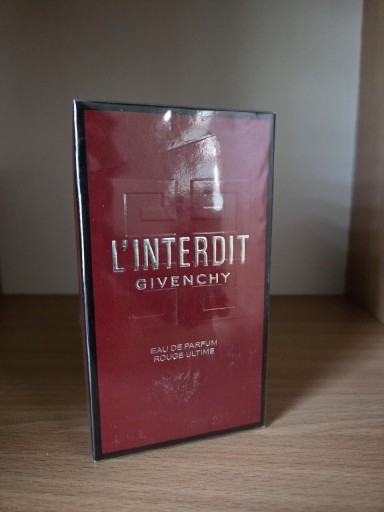 L'INTERDIT
GIVENCHY
EAU DE PARFUM
ROUGE ULTIME